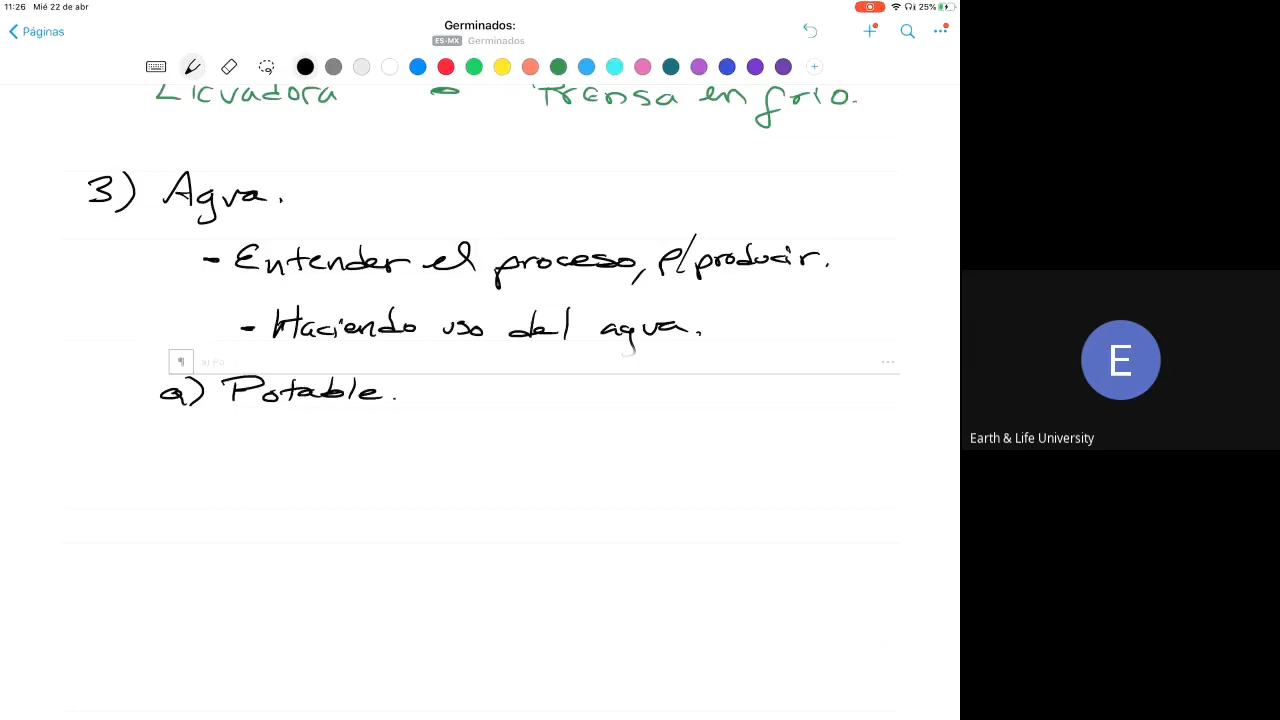 11:26 Mié 22 de abr
25%
Páginas
Germinados:
ES-MX Germinados
Licuadora = Prensa en frío.
3) Agua.
- Entender el proceso, p/producir.
- Haciendo uso del agua.
a) Po
a) Potable.
E
Earth & Life University